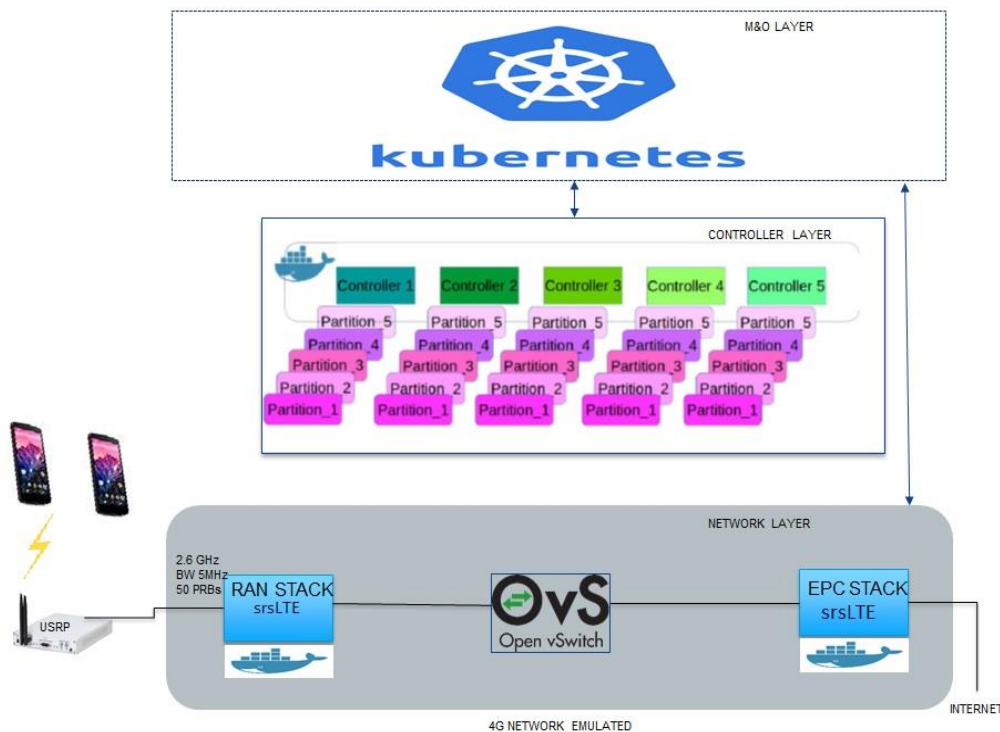 M&O LAYER
kubernetes
CONTROLLER LAYER
Controller 1 Controller 2 Controller 3 Controller 4 Controller 5
Partition_5 Partition_5 Partition_5 Partition_5 Partition_5
Partition_4 Partition_4 Partition_4 Partition_4 Partition_4
Partition_3 Partition_3 Partition_3 Partition_3 Partition_3
Partition_2 Partition_2 Partition_2 Partition_2 Partition_2
Partition_1 Partition_1 Partition_1 Partition_1 Partition_1
NETWORK LAYER
2.6 GHz
BW 5MHz
50 PRBs
RAN STACK
srsLTE
OvS
Open vSwitch
EPC STACK
srsLTE
USRP
INTERNET
4G NETWORK EMULATED